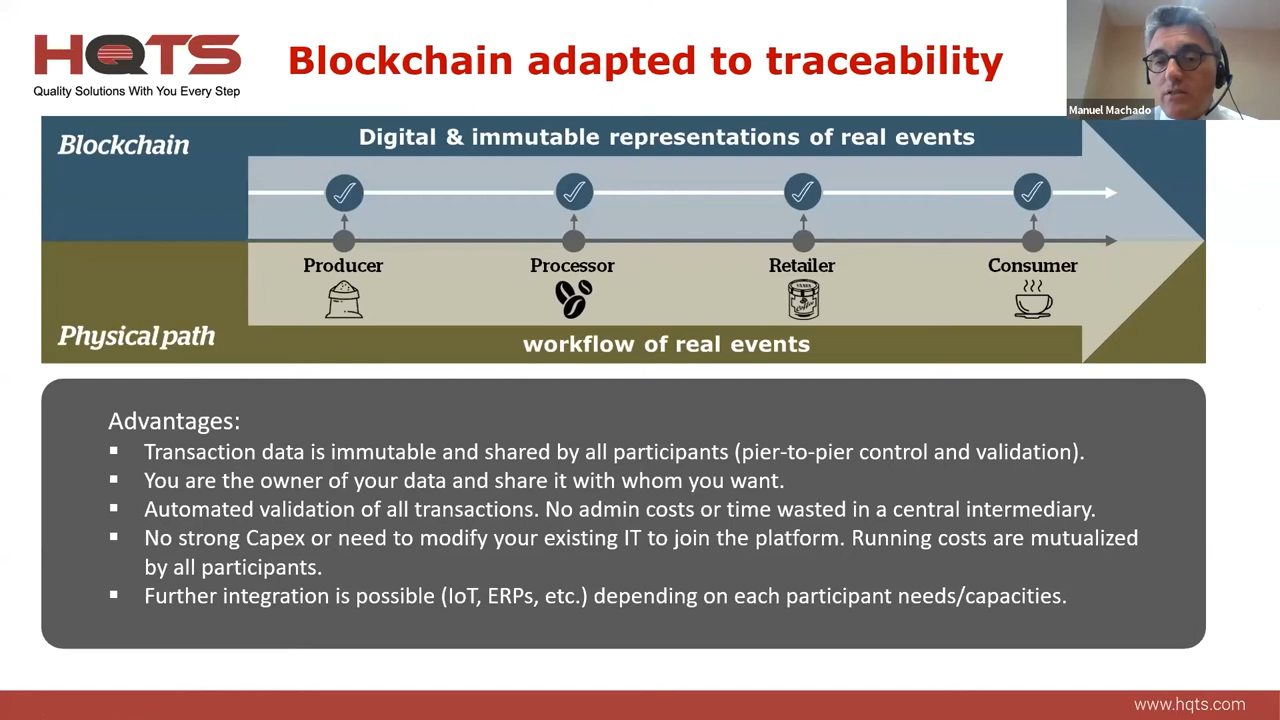 HQTS
Quality Solutions With You Every Step
Blockchain adapted to traceability
Manuel Machado
Blockchain
Digital & immutable representations of real events
Producer
Processor
Retailer
Consumer
Physical path
workflow of real events
Advantages:
▪ Transaction data is immutable and shared by all participants (pier-to-pier control and validation).
▪ You are the owner of your data and share it with whom you want.
▪ Automated validation of all transactions. No admin costs or time wasted in a central intermediary.
▪ No strong Capex or need to modify your existing IT to join the platform. Running costs are mutualized
by all participants.
▪ Further integration is possible (IoT, ERPs, etc.) depending on each participant needs/capacities.
www.hqts.com